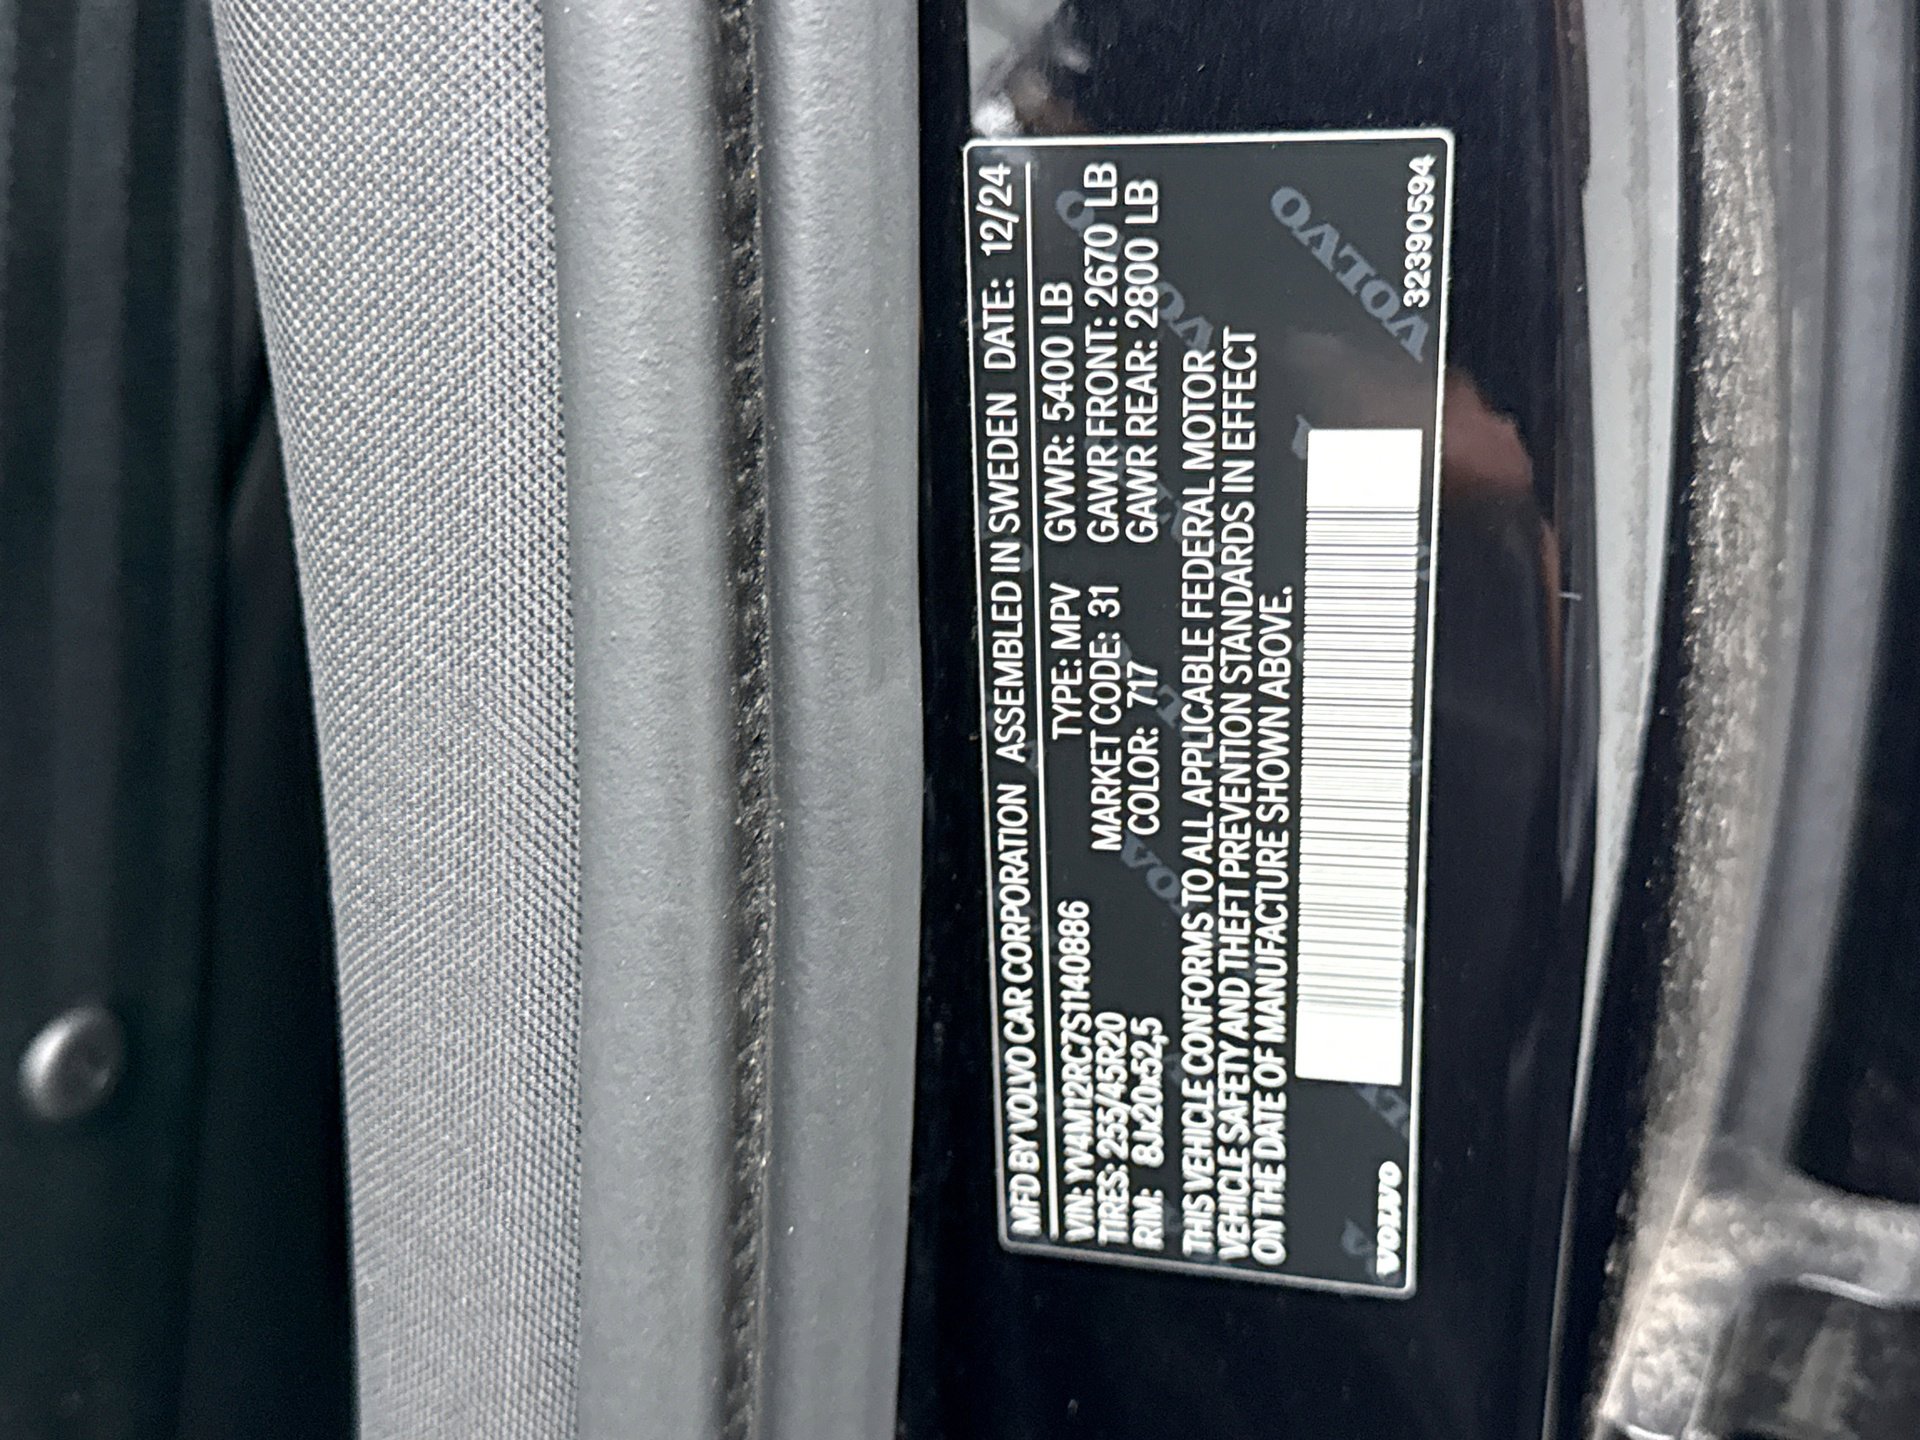 MFD BY VOLVO CAR CORPORATION ASSEMBLED IN SWEDEN DATE: 12/24
VIN: YV4M12RC7S1140886 TYPE: MPV GVWR: 5400 LB
TIRES: 255/45R20 MARKET CODE: 31 GAWR FRONT: 2670 LB
RIM: 8Jx20x52,5 COLOR: 717 GAWR REAR: 2800 LB
THIS VEHICLE CONFORMS TO ALL APPLICABLE FEDERAL MOTOR
VEHICLE SAFETY AND THEFT PREVENTION STANDARDS IN EFFECT
ON THE DATE OF MANUFACTURE SHOWN ABOVE.
VOLVO
32390594
VOLVO